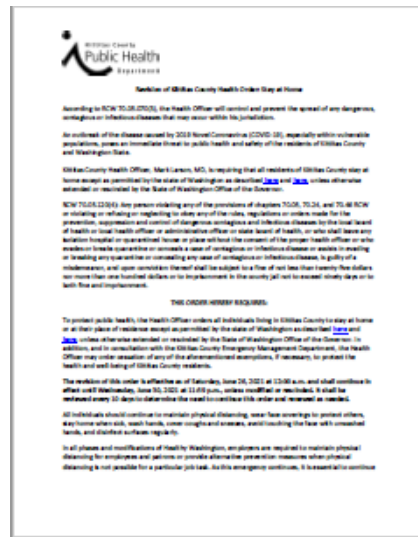 Kittitas County
Public Health
Department
Revision of Kittitas County Health Order: Stay at Home
According to RCW 70.05.070(3), the Health Officer will control and prevent the spread of any dangerous,
contagious or infectious diseases that may occur within his jurisdiction.
An outbreak of the disease caused by 2019 Novel Coronavirus (COVID-19), especially within vulnerable
populations, poses an immediate threat to public health and safety of the residents of Kittitas County
and Washington State.
Kittitas County Health Officer, Mark Larson, MD, is requiring that all residents of Kittitas County stay at
home except as permitted by the state of Washington as described here and here, unless otherwise
extended or rescinded by the State of Washington Office of the Governor.
RCW 70.05.120(4): Any person violating any of the provisions of chapters 70.05, 70.24, and 70.46 RCW
or violating or refusing or neglecting to obey any of the rules, regulations or orders made for the
prevention, suppression and control of dangerous contagious and infectious diseases by the local board
of health or local health officer or administrative officer or state board of health, or who shall leave any
isolation hospital or quarantined house or place without the consent of the proper health officer or who
evades or breaks quarantine or conceals a case of contagious or infectious disease or assists in evading
or breaking any quarantine or concealing any case of contagious or infectious disease, is guilty of a
misdemeanor, and upon conviction thereof shall be subject to a fine of not less than twenty-five dollars
nor more than one hundred dollars or to imprisonment in the county jail not to exceed ninety days or to
both fine and imprisonment.
THIS ORDER HEREBY REQUIRES:
To protect public health, the Health Officer orders all individuals living in Kittitas County to stay at home
or at their place of residence except as permitted by the state of Washington as described here and
here, unless otherwise extended or rescinded by the State of Washington Office of the Governor. In
addition, and in consultation with the Kittitas County Emergency Management Department, the Health
Officer may order cessation of any of the aforementioned exemptions, if necessary, to protect the
health and well-being of Kittitas County residents.
The revision of this order is effective as of Saturday, June 26, 2021 at 12:00 a.m. and shall continue in
effect until Wednesday, June 30, 2021 at 11:59 p.m., unless modified or rescinded. It shall be
reviewed every 10 days to determine the need to continue this order and renewed as needed.
All individuals should continue to maintain physical distancing, wear face coverings to protect others,
stay home when sick, wash hands, cover coughs and sneezes, avoid touching the face with unwashed
hands, and disinfect surfaces regularly.
In all phases and modifications of Healthy Washington, employers are required to maintain physical
distancing for employees and patrons or provide alternative prevention measures when physical
distancing is not possible for a particular job task. As this emergency continues, it is essential to continue